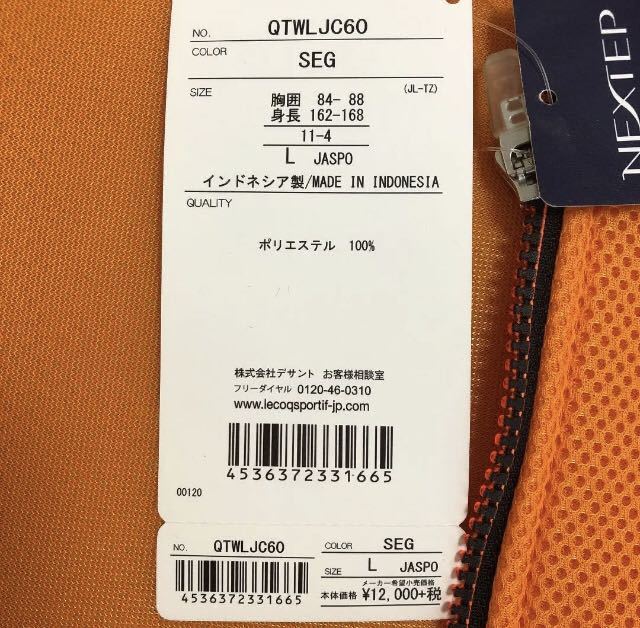 NO. QTWLJC60
COLOR SEG
SIZE (JL-TZ)
胸囲 84- 88
身長 162-168
11-4
L JASPO
インドネシア製/MADE IN INDONESIA
QUALITY
ポリエステル 100%
株式会社デサント お客様相談室
フリーダイヤル 0120-46-0310
www.lecoqsportif-jp.com
4536372331665
00120
NO. QTWLJC60
4536372331665
COLOR SEG
SIZE L JASPO
メーカー希望小売価格
本体価格 ¥12,000+税
NEXTEP